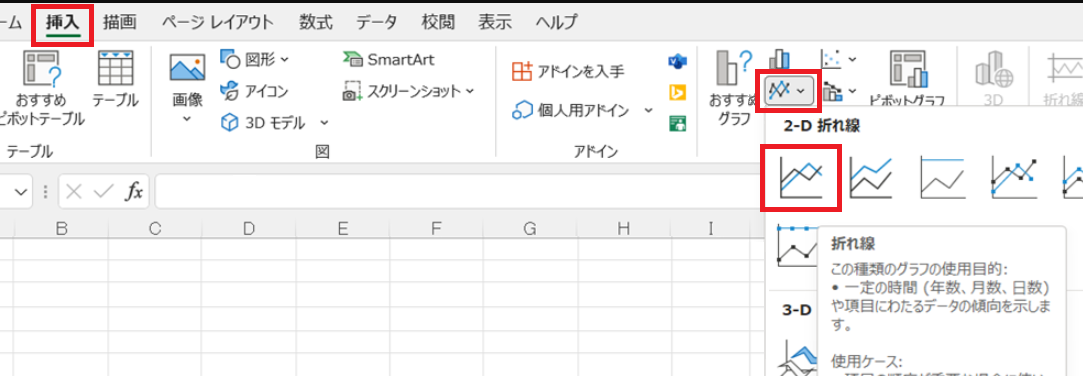 ーム 挿入 描画 ページ レイアウト 数式 データ 校閲 表示 ヘルプ
おすすめ
ピボットテーブル
テーブル
テーブル
画像
図形
アイコン
3D モデル
SmartArt
スクリーンショット
図
アドインを入手
個人用アドイン
アドイン
おすすめ
グラフ
ピボットグラフ
3D
折れ線
2-D 折れ線
fx
B C D E F G H I
折れ線
この種類のグラフの使用目的:
• 一定の時間 (年数、月数、日数)
や項目にわたるデータの傾向を示しま
す。
3-D
使用ケース: